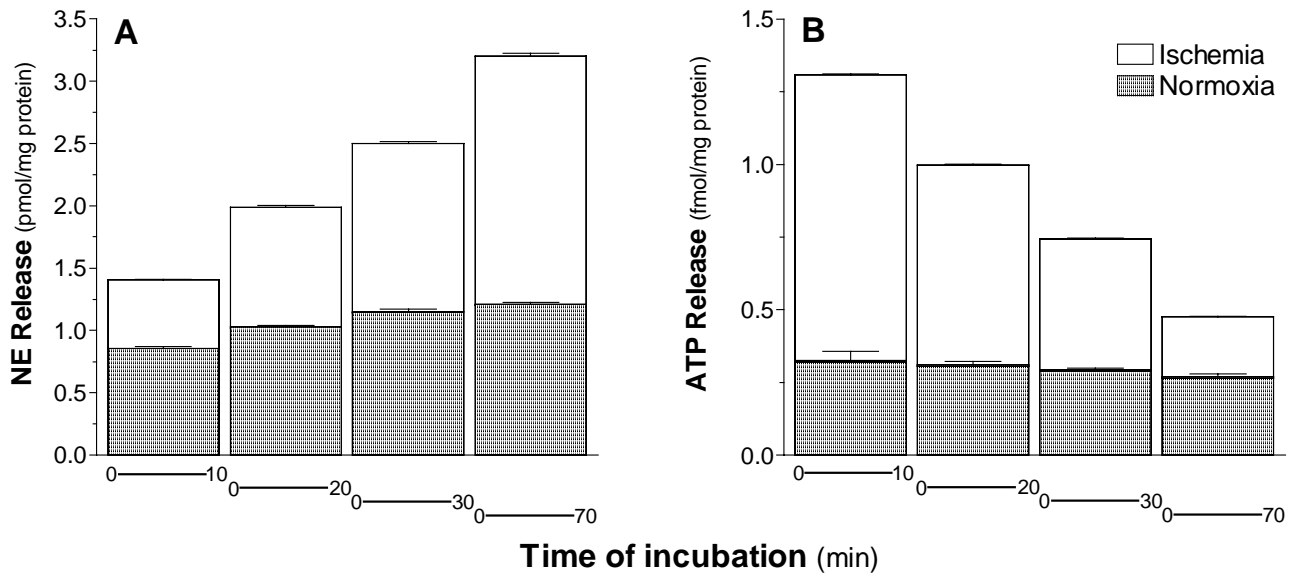 A
NE Release (pmol/mg protein)
3.5
3.0
2.5
2.0
1.5
1.0
0.5
0.0
0 10
0 20
0 30
0 70
B
ATP Release (fmol/mg protein)
1.5
1.0
0.5
0.0
Ischemia
Normoxia
0 10
0 20
0 30
0 70
Time of incubation (min)